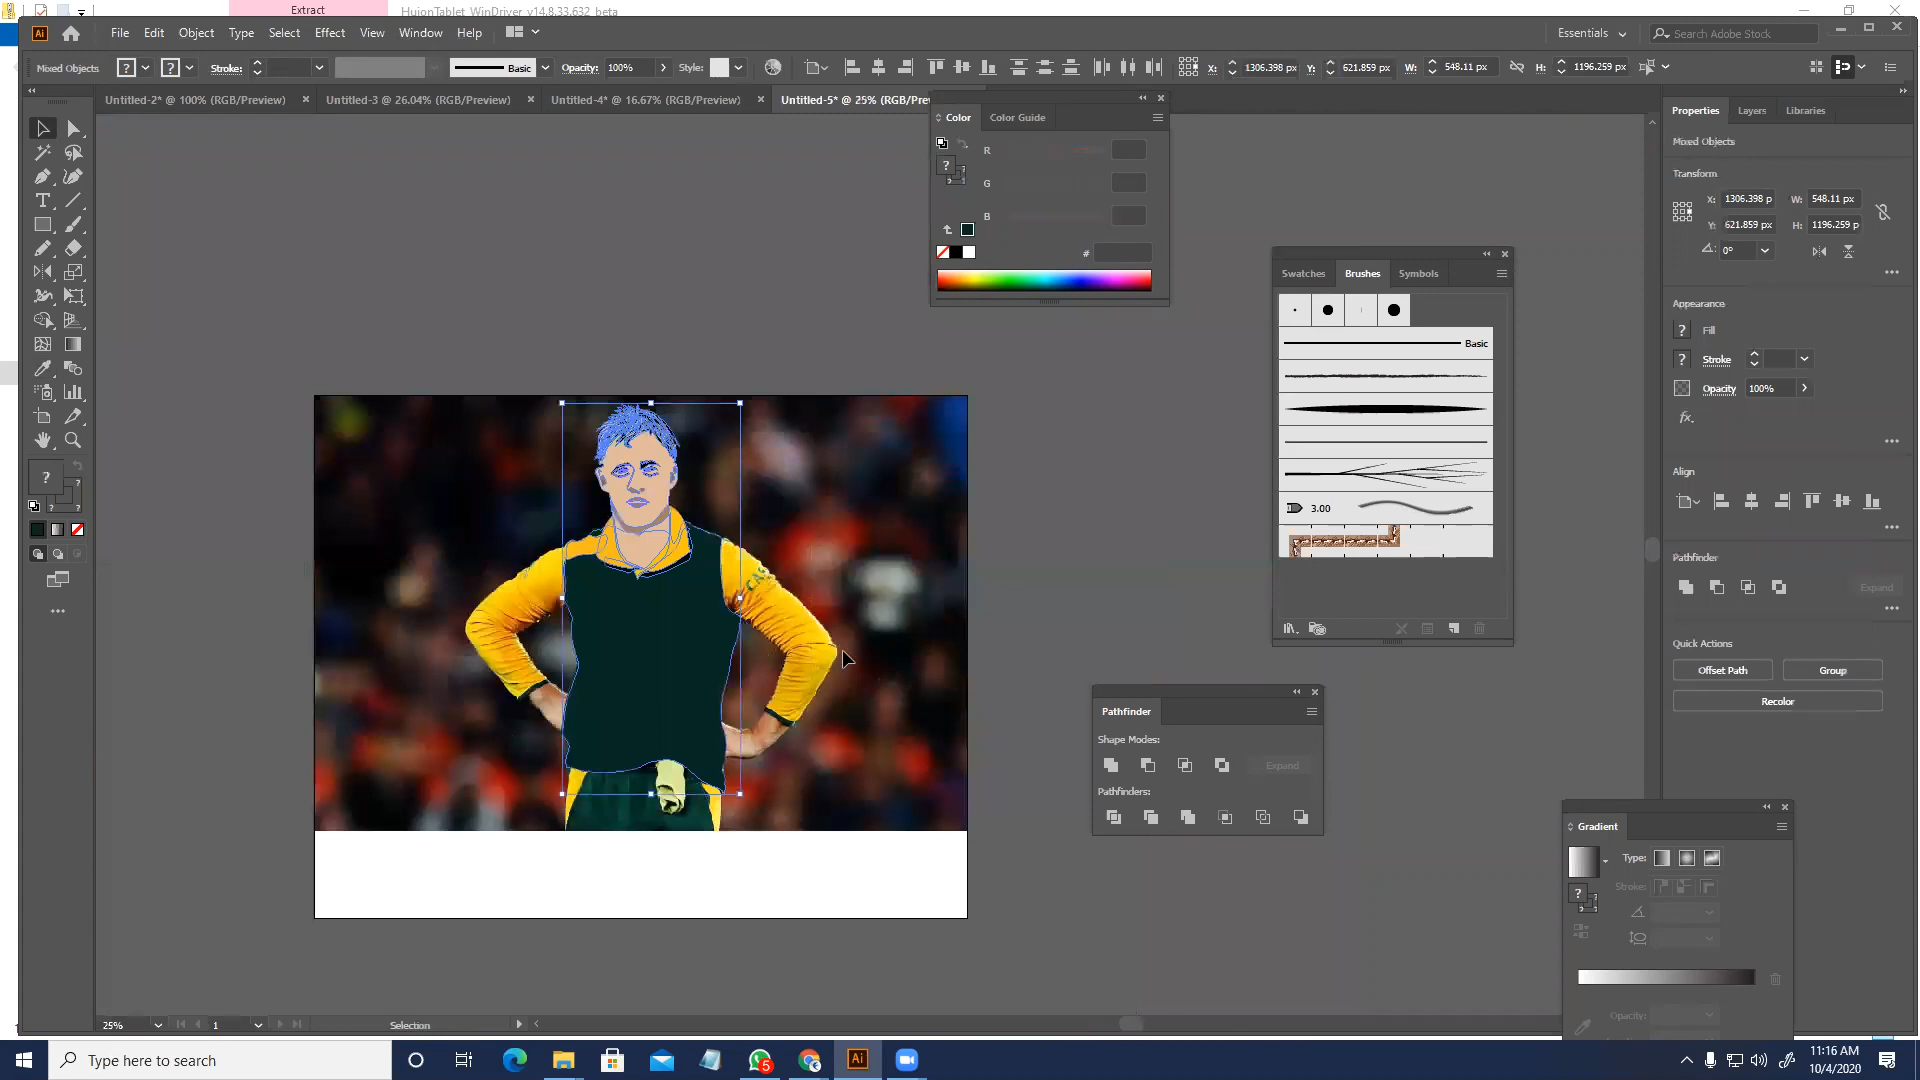 Extract
HuionTablet_WinDriver_v14.8.33.632_beta
Ai
File Edit Object Type Select Effect View Window Help
Essentials
Search Adobe Stock
Mixed Objects
Stroke:
Basic
Opacity: 100%
Style:
X: 1306.398 px
Y: 621.859 px
W: 548.11 px
H: 1196.259 px
Untitled-2* @ 100% (RGB/Preview)
Untitled-3 @ 26.04% (RGB/Preview)
Untitled-4* @ 16.67% (RGB/Preview)
Untitled-5* @ 25% (RGB/Pre
Color
Color Guide
R
G
B
#
Swatches
Brushes
Symbols
Basic
3.00
Properties
Layers
Libraries
Mixed Objects
Transform
X: 1306.398 p
W: 548.11 px
Y: 621.859 px
H: 1196.259 p
0°
Appearance
Fill
Stroke
Opacity 100%
fx.
Align
Pathfinder
Expand
Quick Actions
Offset Path
Group
Recolor
Pathfinder
Shape Modes:
Expand
Pathfinders:
Gradient
Type:
Stroke:
Opacity:
25%
1
Selection
Type here to search
5
Ai
11:16 AM
10/4/2020